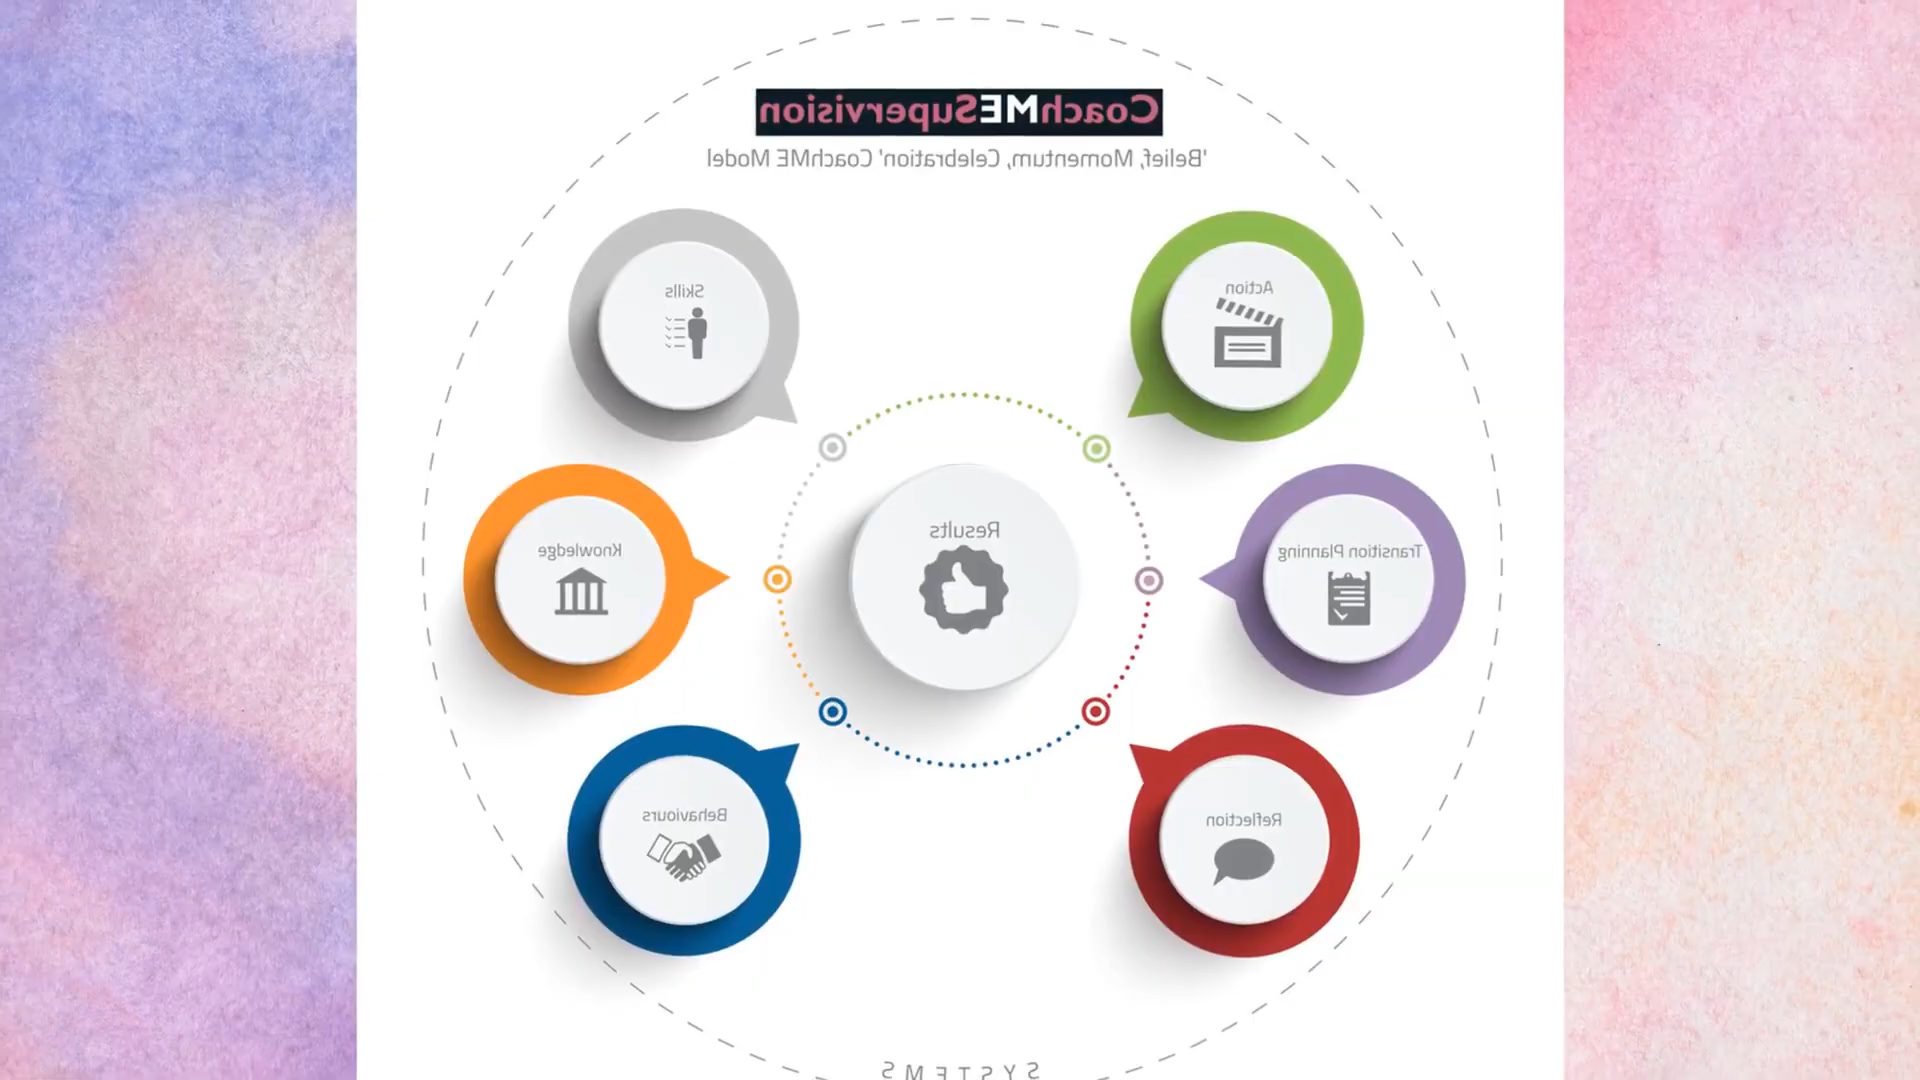 CoachMESupervision
'Belief, Momentum, Celebration' CoachME Model
Action
Skills
Results
Transition Planning
Knowledge
Reflection
Behaviours
SYSTEMS